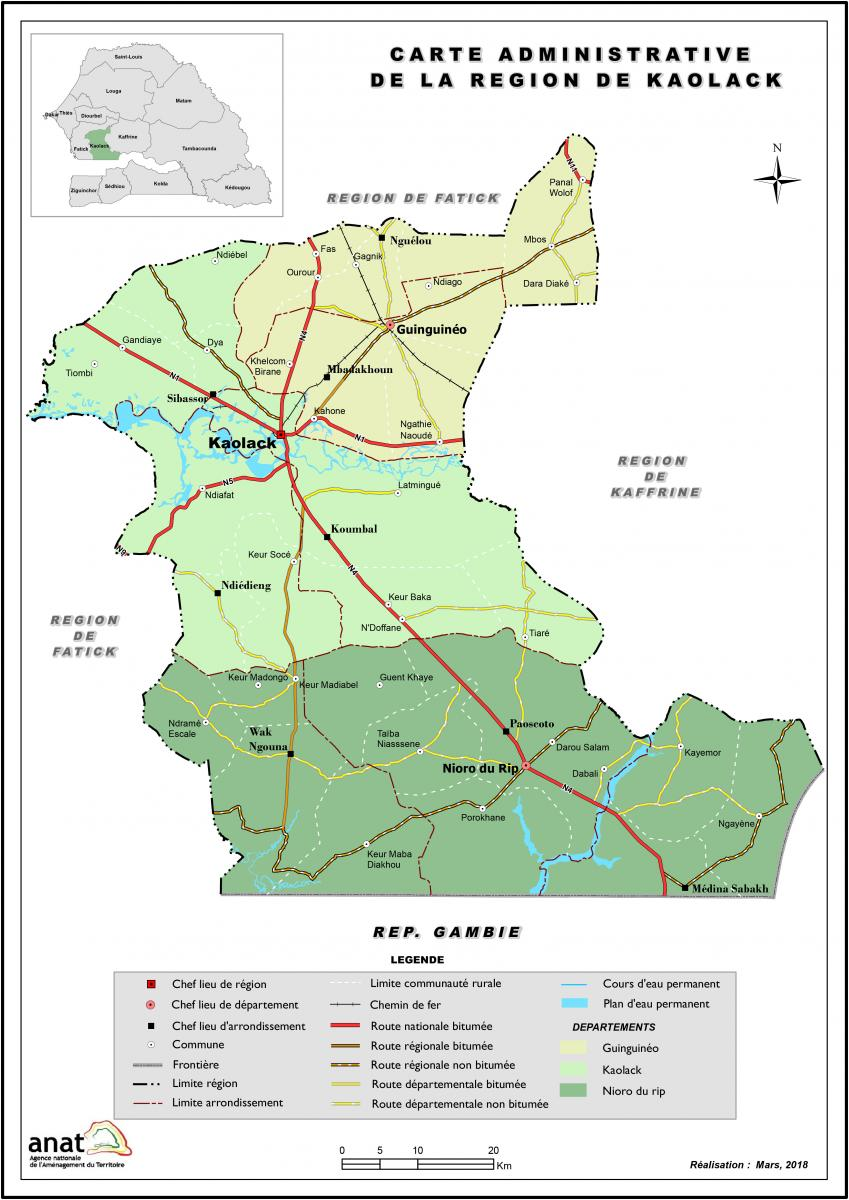 CARTE ADMINISTRATIVE
DE LA REGION DE KAOLACK
Saint-Louis
Louga
Matam
Dakar
Thiès
Diourbel
Kaffrine
Fatick
Kaolack
Tambacounda
Ziguinchor
Sédhiou
Kolda
Kédougou
N
REGION DE FATICK
N1
Panal
Wolof
Mbos
Dara Diaké
Nguélou
Fas
Gagnik
Ourour
Ndiébel
Ndiago
Guinguinéo
N4
Gandiaye
Dya
Tiombi
Khelcom
Birane
Mbadakhoun
N1
Sibassor
Kahone
Ngathie
Naoudé
Kaolack
N1
REGION
DE
KAFFRINE
N5
Ndiafat
Latmingué
Koumbal
Keur Socé
N4
Ndiédieng
Keur Baka
N'Doffane
Tiaré
REGION
DE
FATICK
Keur Madongo
Keur Madiabel
Guent Khaye
Ndramé
Escale
Wak
Ngouna
Taïba
Niasssene
Paoscoto
Darou Salam
Kayemor
Nioro du Rip
Dabali
N4
Porokhane
Ngayène
Keur Maba
Diakhou
Médina Sabakh
REP. GAMBIE
LEGENDE
Chef lieu de région
Chef lieu de département
Chef lieu d'arrondissement
Commune
Frontière
Limite région
Limite arrondissement
Limite communauté rurale
Chemin de fer
Route nationale bitumée
Route régionale bitumée
Route régionale non bitumée
Route départementale bitumée
Route départementale non bitumée
Cours d'eau permanent
Plan d'eau permanent
DEPARTEMENTS
Guinguinéo
Kaolack
Nioro du rip
anat
Agence nationale
de l'Aménagement du Territoire
0 5 10 20
Km
Réalisation : Mars, 2018